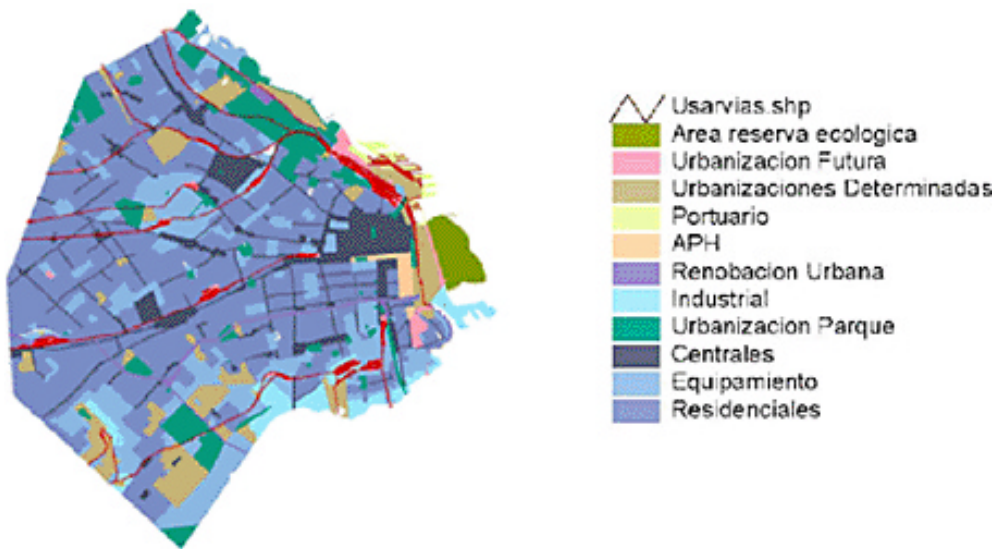 Usarvias.shp
Area reserva ecologica
Urbanizacion Futura
Urbanizaciones Determinadas
Portuario
APH
Renobacion Urbana
Industrial
Urbanizacion Parque
Centrales
Equipamiento
Residenciales